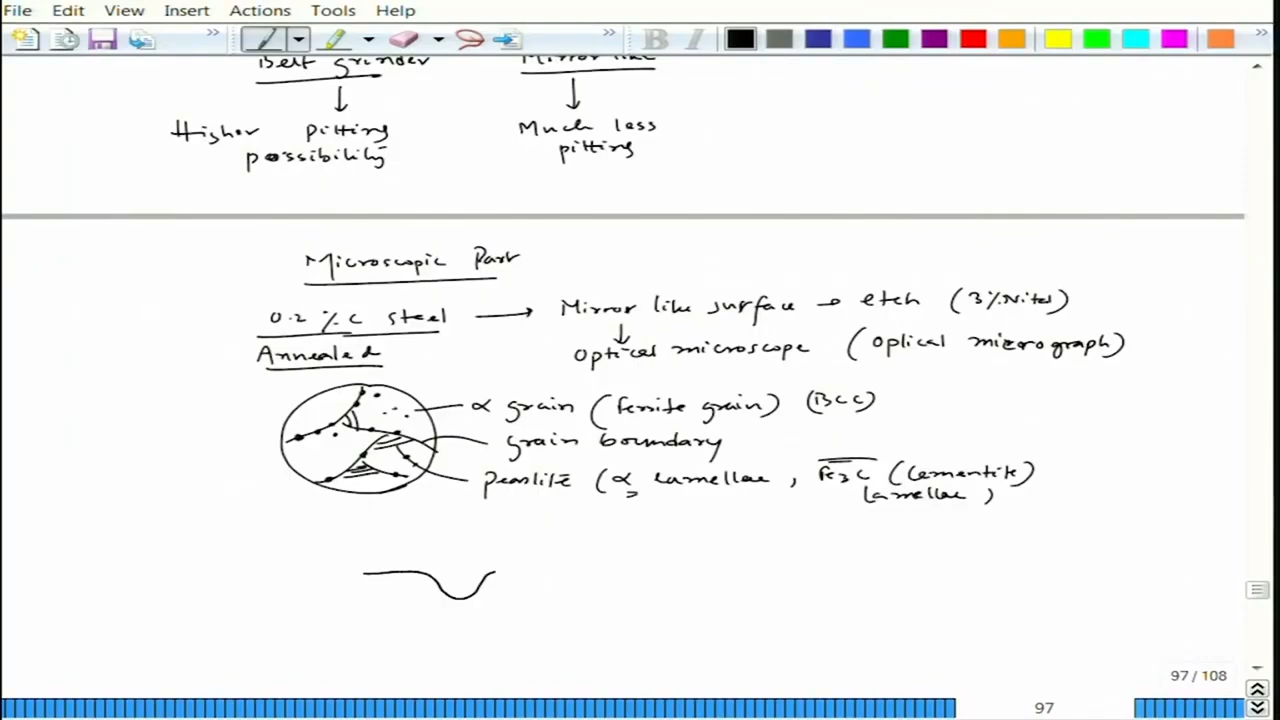 File Edit View Insert Actions Tools Help
Belt grinder Mirror like
Higher pitting possibility
Much less pitting
Microscopic Part
0.2 % C steel → Mirror like surface → etch (3% Nital)
Annealed
Optical microscope (Optical micrograph)
α grain (ferrite grain) (BCC)
grain boundary
pearlite (α lamellae, Fe3C (Cementite)
lamellae)
97 / 108
97